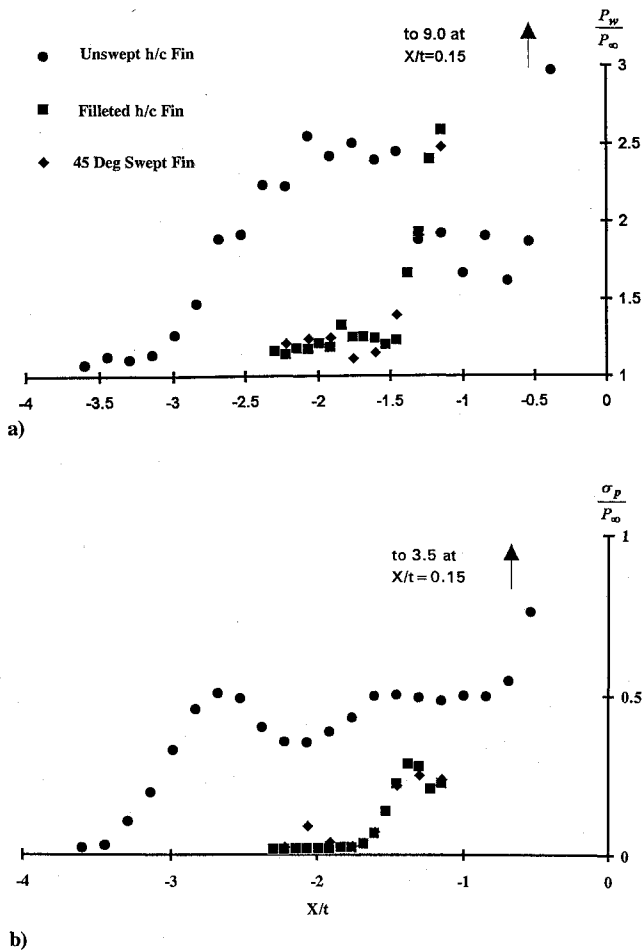 to 9.0 at
X/t=0.15
P_w
P_∞
Unswept h/c Fin
Filleted h/c Fin
45 Deg Swept Fin
3
2.5
2
1.5
1
-4 -3.5 -3 -2.5 -2 -1.5 -1 -0.5 0
a)
σ_p
P_∞
to 3.5 at
X/t=0.15
1
0.5
0
-4 -3 -2 -1 0
X/t
b)